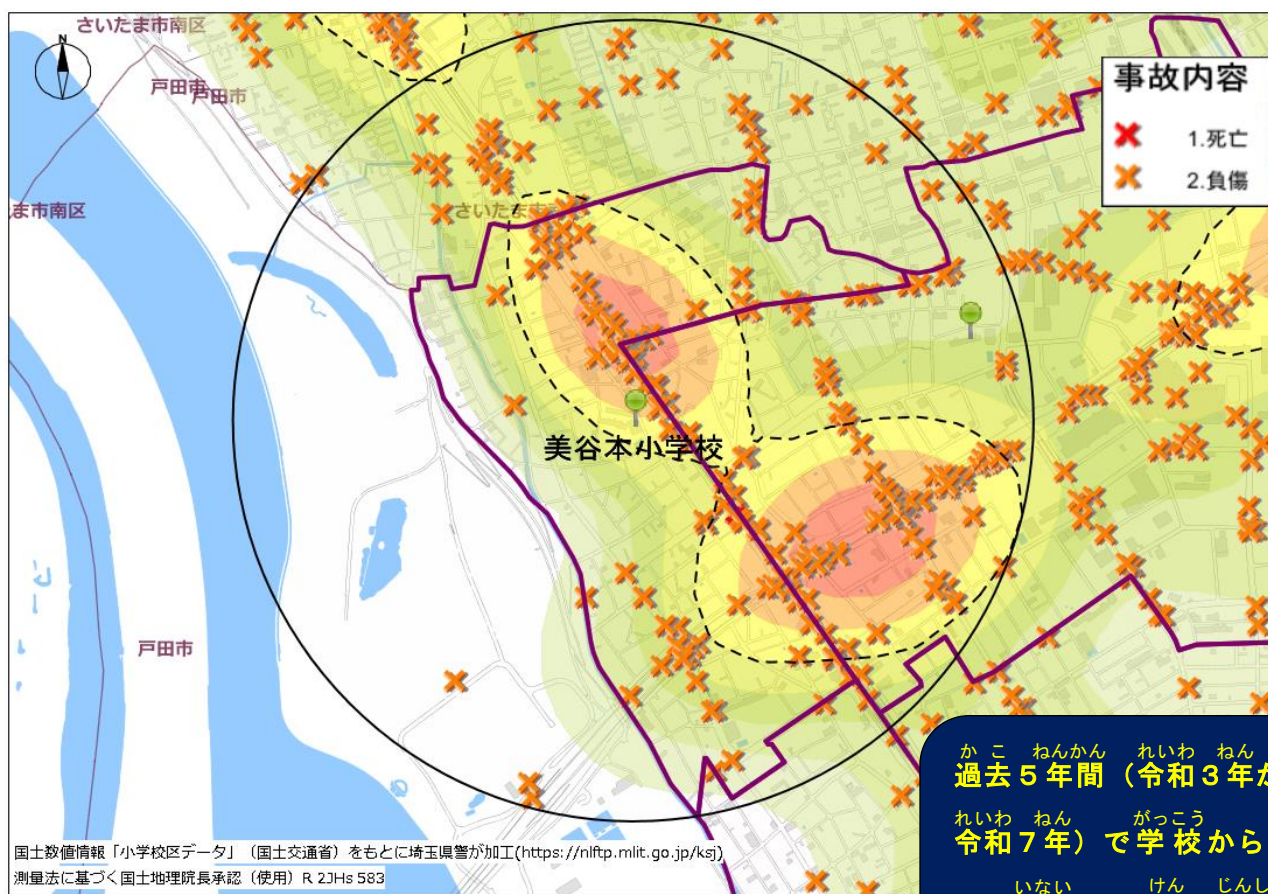 さいたま市南区
戸田市
戸田市
事故内容
1.死亡
2.負傷
ま市南区
さいたま市
N
美谷本小学校
戸田市
かこ ねんかん れいわ ねん
過去5年間（令和3年か
れいわ ねん がっこう
令和7年）で学校から
いない けん じんし
国土数値情報「小学校区データ」（国土交通省）をもとに埼玉県警が加工(https://nlftp.mlit.go.jp/ksj)
測量法に基づく国土地理院長承認（使用）R 2JHs 583